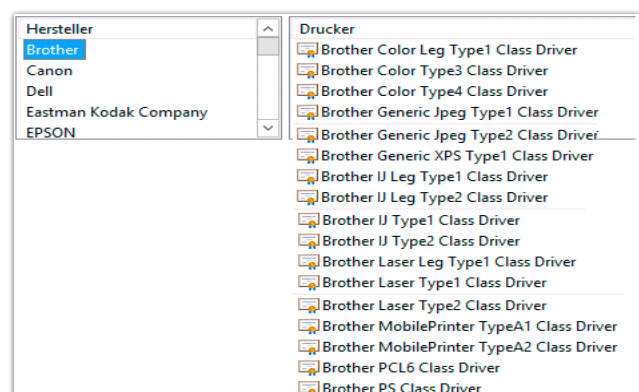 Hersteller
Brother
Canon
Dell
Eastman Kodak Company
EPSON
Drucker
Brother Color Leg Type1 Class Driver
Brother Color Type3 Class Driver
Brother Color Type4 Class Driver
Brother Generic Jpeg Type1 Class Driver
Brother Generic Jpeg Type2 Class Driver
Brother Generic XPS Type1 Class Driver
Brother IJ Leg Type1 Class Driver
Brother IJ Leg Type2 Class Driver
Brother IJ Type1 Class Driver
Brother IJ Type2 Class Driver
Brother Laser Leg Type1 Class Driver
Brother Laser Type1 Class Driver
Brother Laser Type2 Class Driver
Brother MobilePrinter TypeA1 Class Driver
Brother MobilePrinter TypeA2 Class Driver
Brother PCL6 Class Driver
Brother PS Class Driver